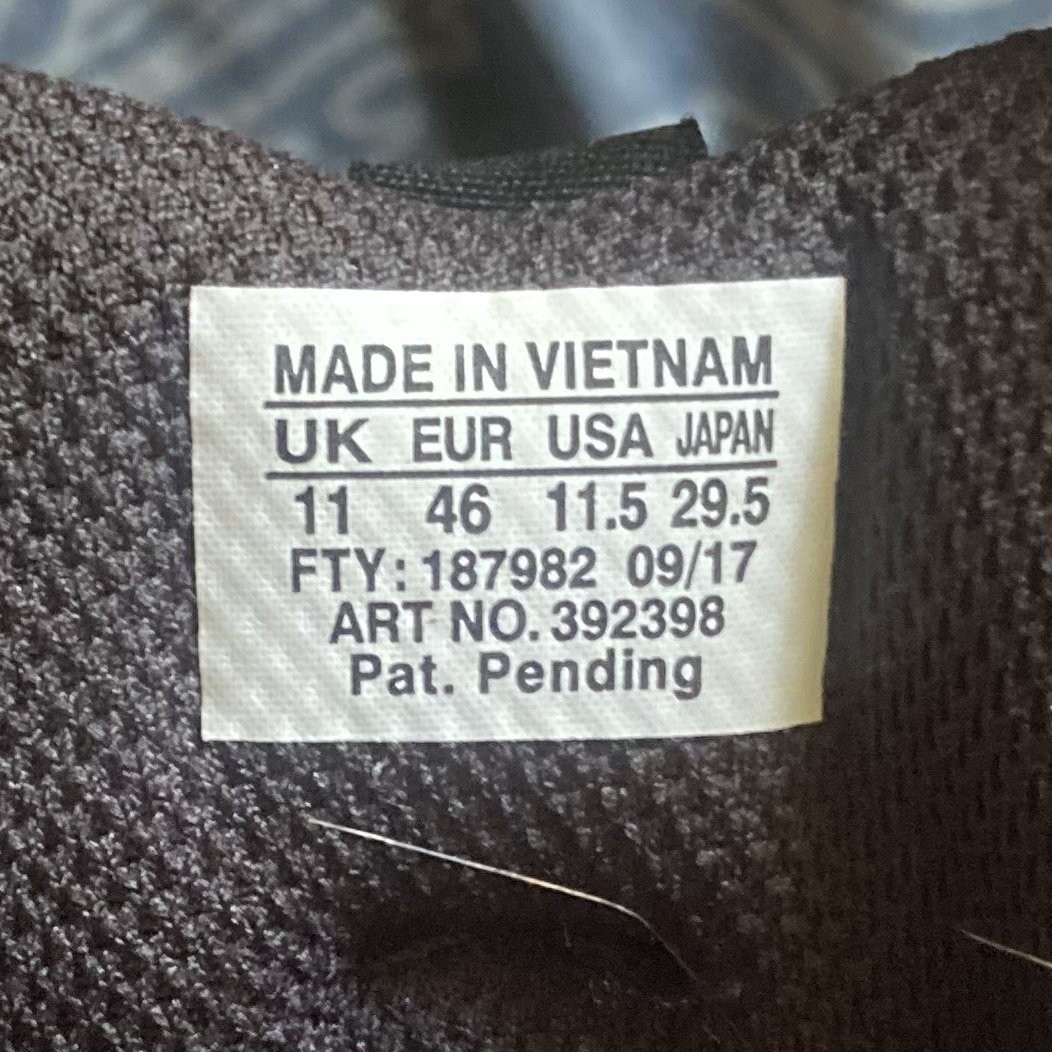 MADE IN VIETNAM
UK EUR USA JAPAN
11 46 11.5 29.5
FTY: 187982 09/17
ART NO. 392398
Pat. Pending